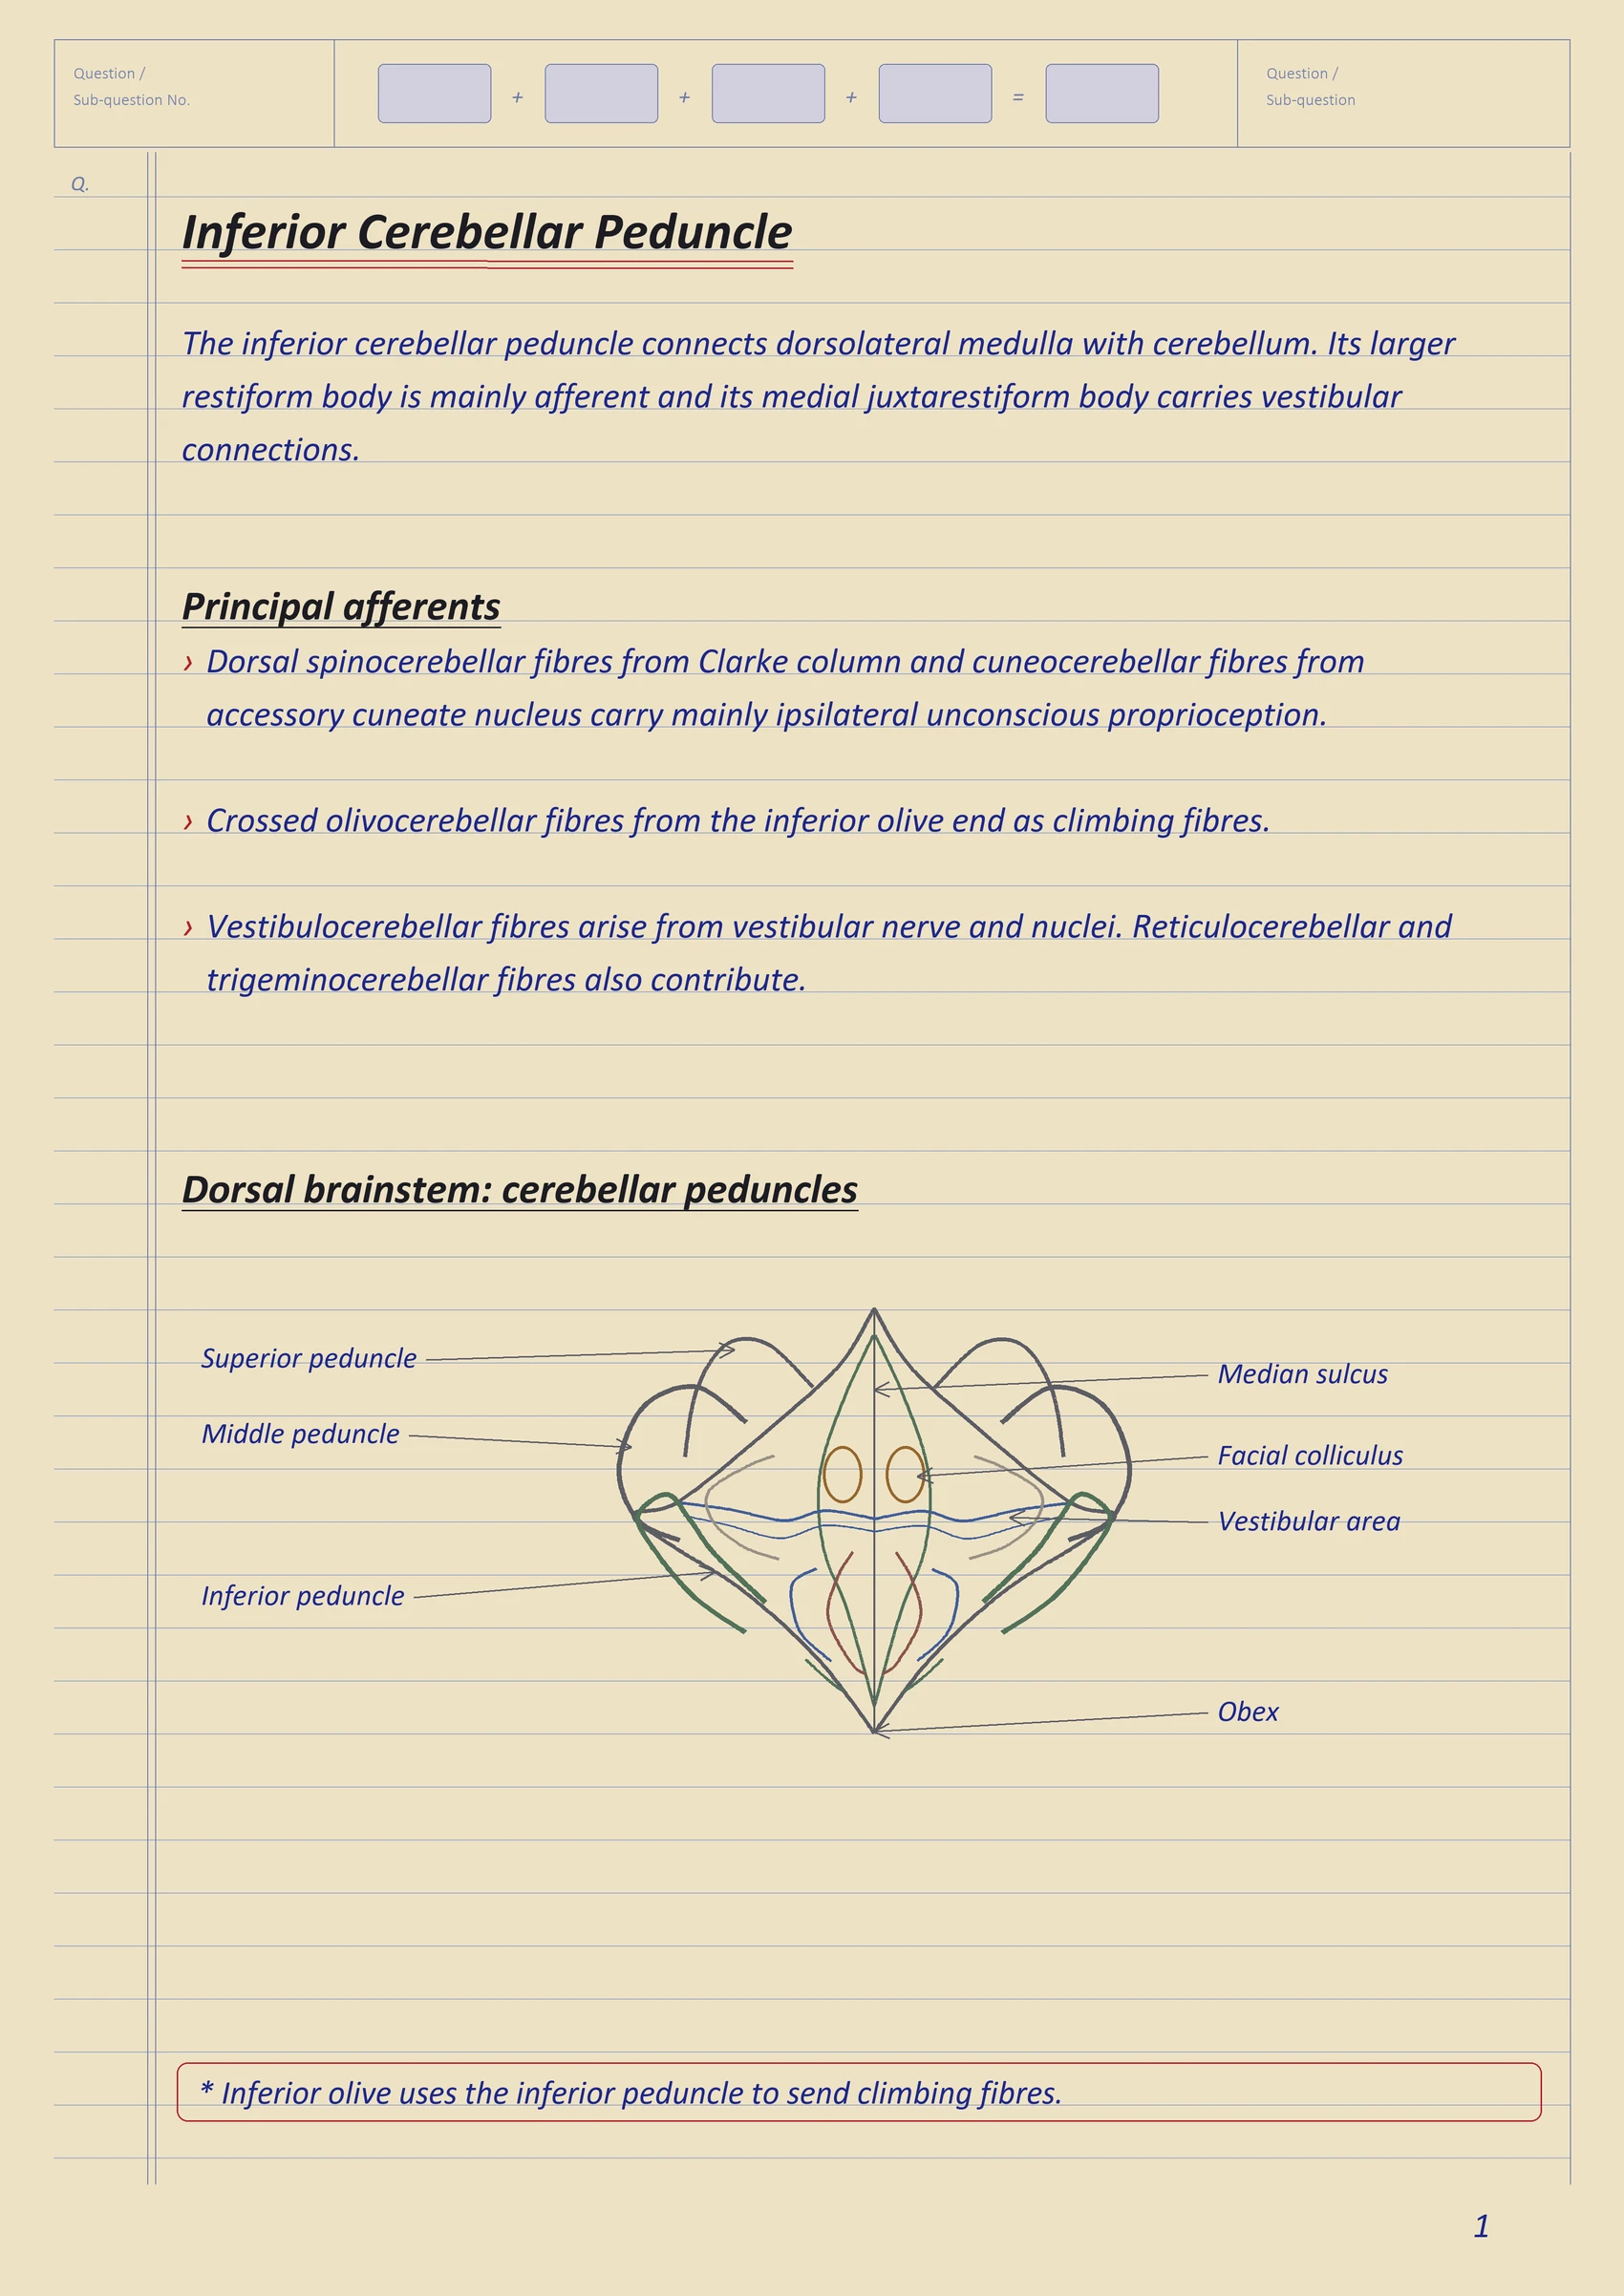 Question /
Sub-question No.
+ + + =
Question /
Sub-question
Q.
Inferior Cerebellar Peduncle
The inferior cerebellar peduncle connects dorsolateral medulla with cerebellum. Its larger
restiform body is mainly afferent and its medial juxtarestiform body carries vestibular
connections.
Principal afferents
› Dorsal spinocerebellar fibres from Clarke column and cuneocerebellar fibres from
accessory cuneate nucleus carry mainly ipsilateral unconscious proprioception.
› Crossed olivocerebellar fibres from the inferior olive end as climbing fibres.
› Vestibulocerebellar fibres arise from vestibular nerve and nuclei. Reticulocerebellar and
trigeminocerebellar fibres also contribute.
Dorsal brainstem: cerebellar peduncles
Superior peduncle
Middle peduncle
Inferior peduncle
Median sulcus
Facial colliculus
Vestibular area
Obex
* Inferior olive uses the inferior peduncle to send climbing fibres.
1